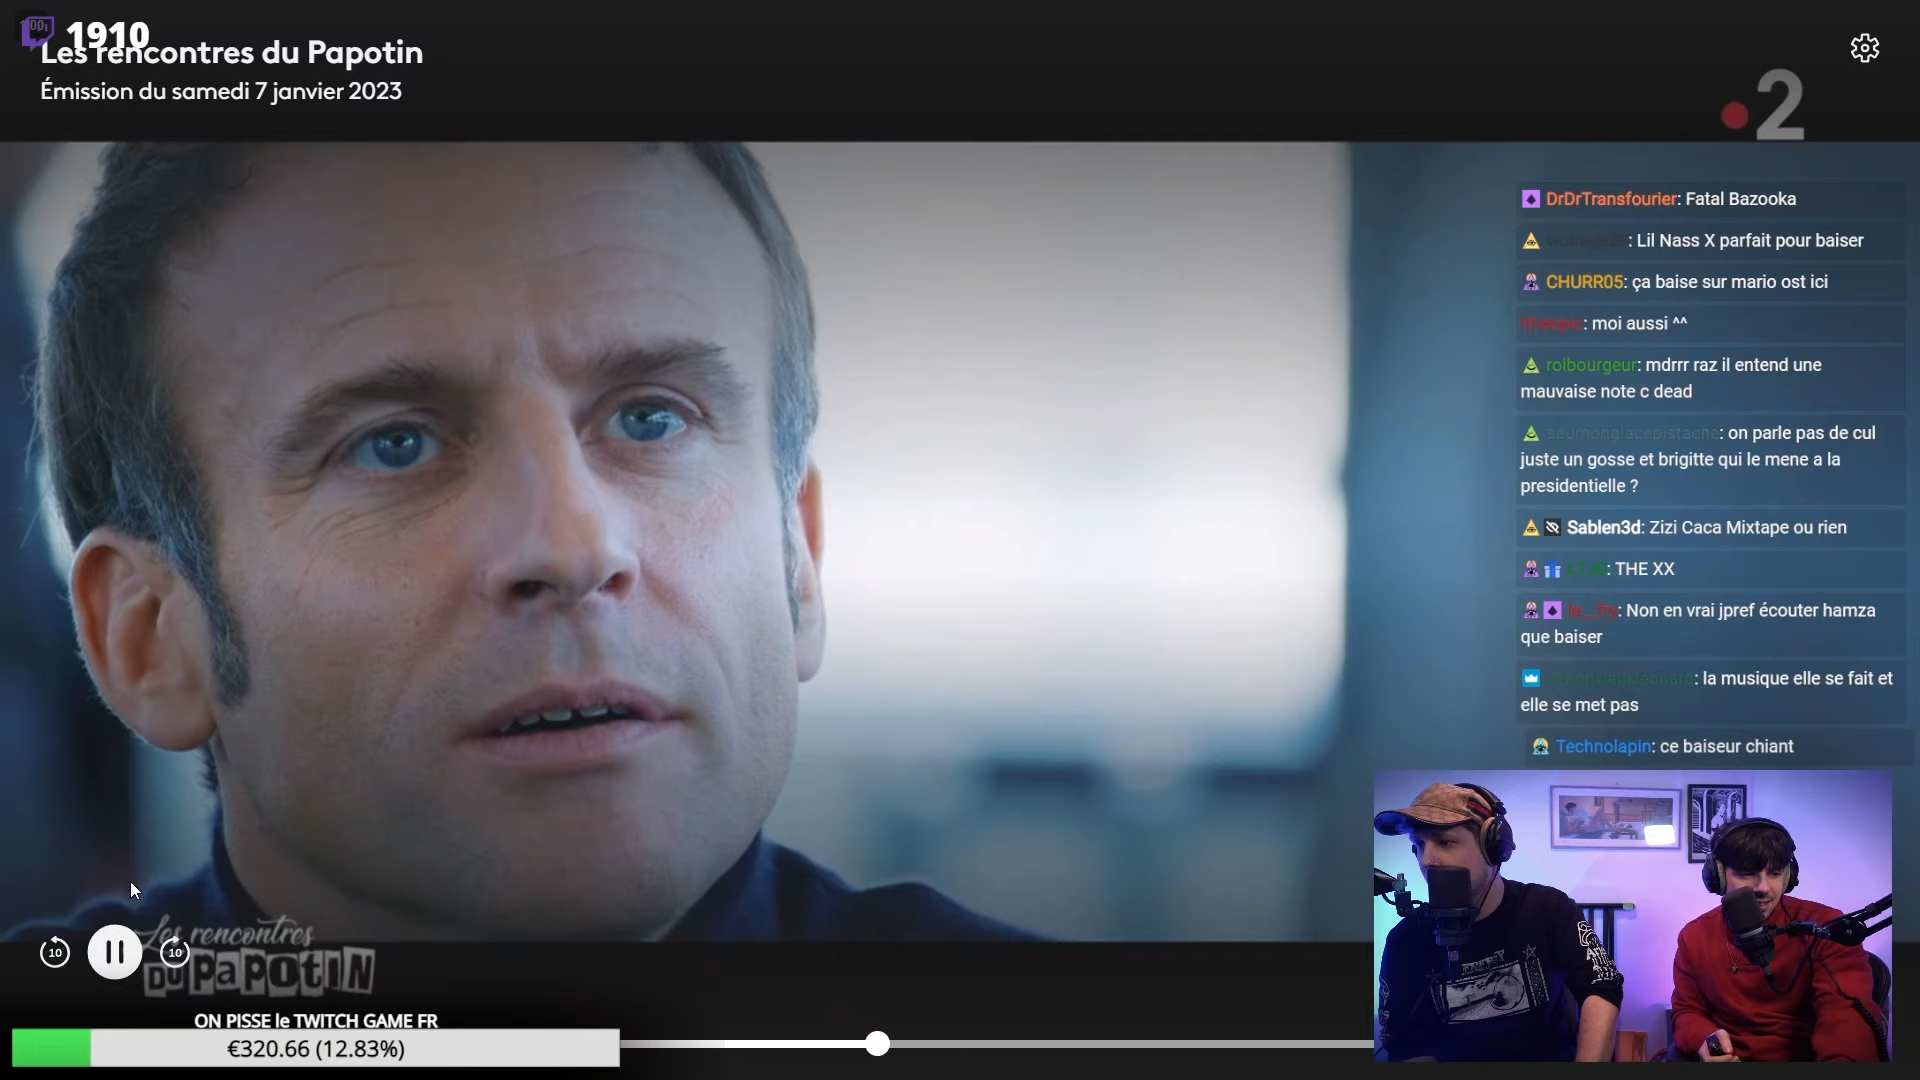 1910
Les rencontres du Papotin
Émission du samedi 7 janvier 2023
2
DrDrTransfourier: Fatal Bazooka
: Lil Nass X parfait pour baiser
CHURR05: ça baise sur mario ost ici
: moi aussi ^^
roibourgeur: mdrrr raz il entend une
mauvaise note c dead
saumonglacepistache: on parle pas de cul
juste un gosse et brigitte qui le mene a la
presidentielle ?
Sablen3d: Zizi Caca Mixtape ou rien
: THE XX
le__fry: Non en vrai jpref écouter hamza
que baiser
: la musique elle se fait et
elle se met pas
Technolapin: ce baiseur chiant
10
10
Les rencontres
DU PAPOTIN
ON PISSE le TWITCH GAME FR
€320.66 (12.83%)